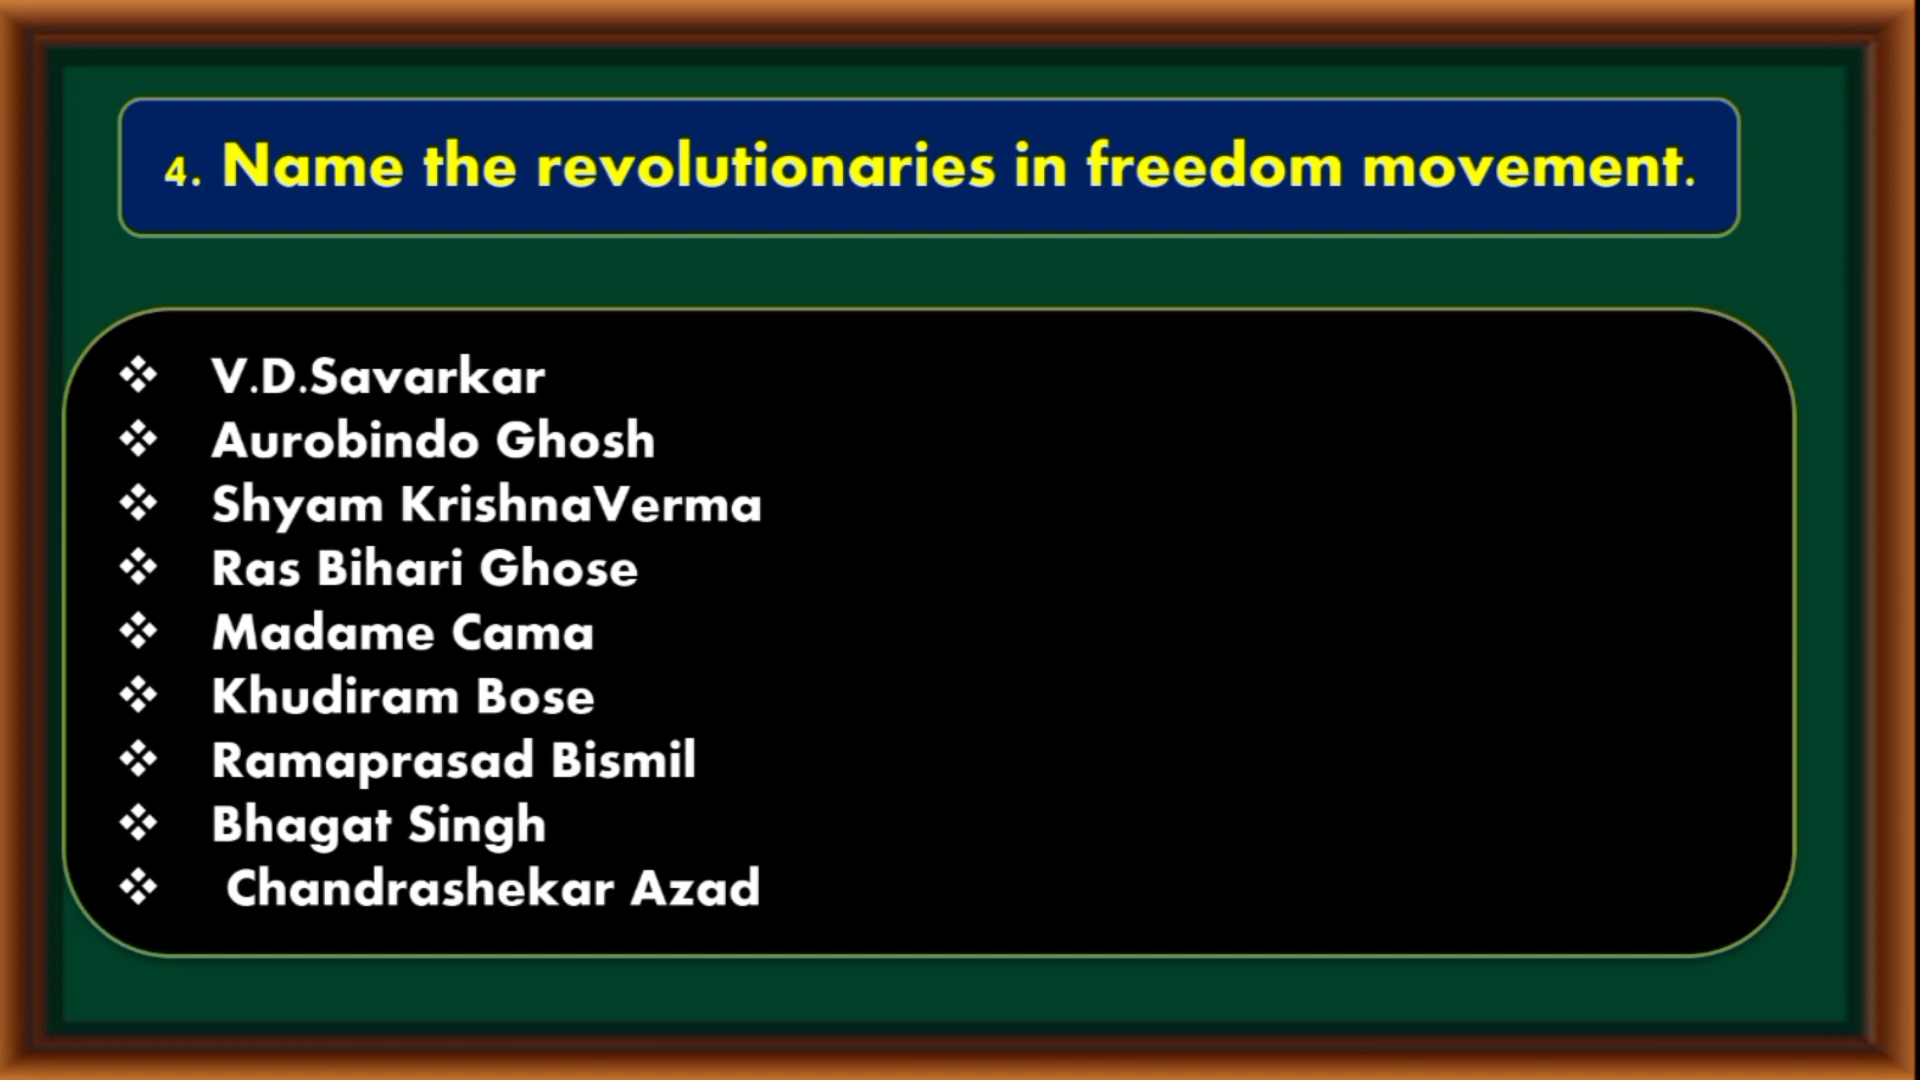 4. Name the revolutionaries in freedom movement.
❖ V.D.Savarkar
❖ Aurobindo Ghosh
❖ Shyam KrishnaVerma
❖ Ras Bihari Ghose
❖ Madame Cama
❖ Khudiram Bose
❖ Ramaprasad Bismil
❖ Bhagat Singh
❖ Chandrashekar Azad